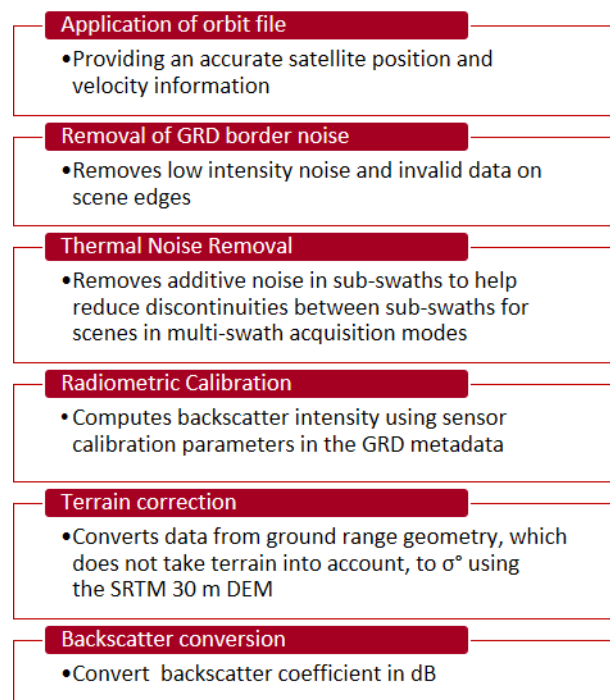 Application of orbit file
•Providing an accurate satellite position and
velocity information
Removal of GRD border noise
•Removes low intensity noise and invalid data on
scene edges
Thermal Noise Removal
•Removes additive noise in sub-swaths to help
reduce discontinuities between sub-swaths for
scenes in multi-swath acquisition modes
Radiometric Calibration
• Computes backscatter intensity using sensor
calibration parameters in the GRD metadata
Terrain correction
•Converts data from ground range geometry, which
does not take terrain into account, to σ° using
the SRTM 30 m DEM
Backscatter conversion
•Convert backscatter coefficient in dB